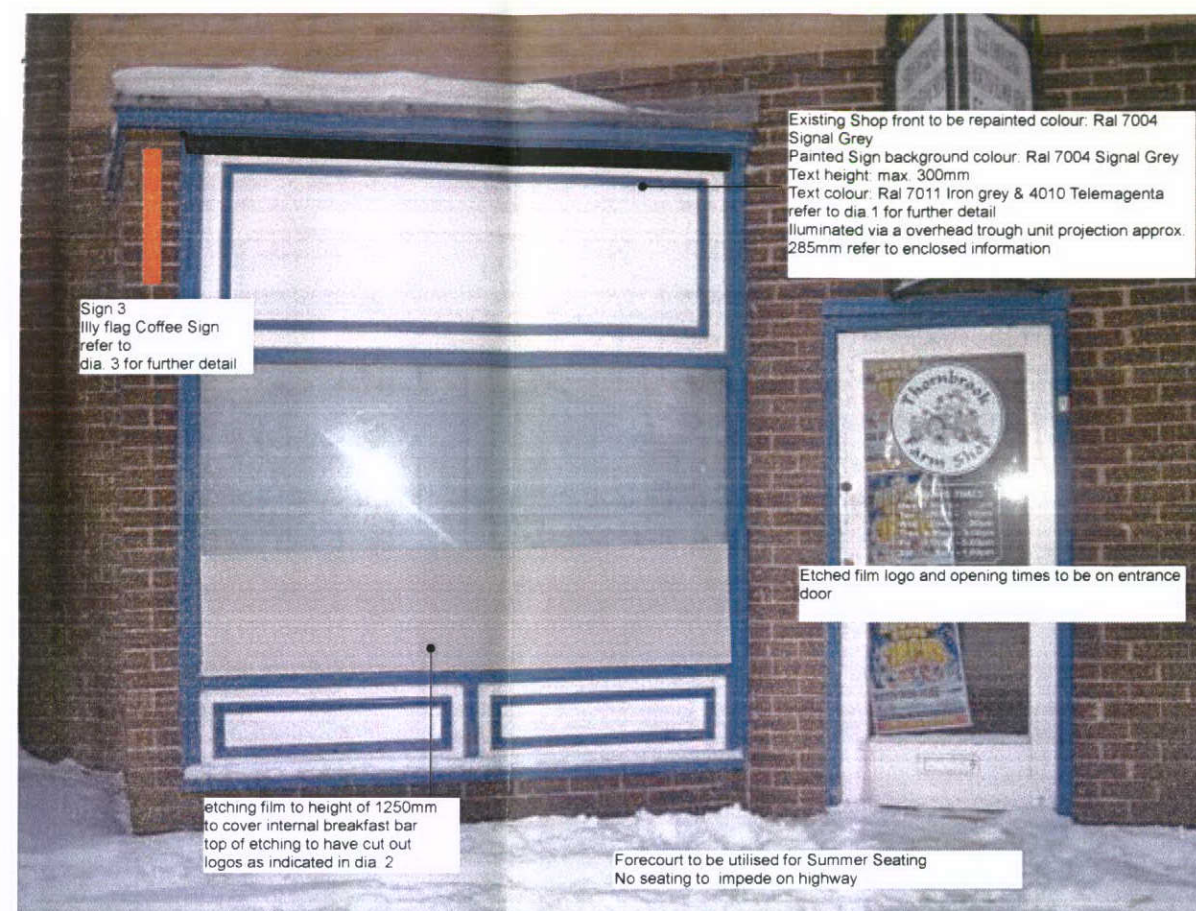 Existing Shop front to be repainted colour: Ral 7004
Signal Grey
Painted Sign background colour: Ral 7004 Signal Grey
Text height: max. 300mm
Text colour: Ral 7011 Iron grey & 4010 Telemagenta
refer to dia.1 for further detail
Iluminated via a overhead trough unit projection approx.
285mm refer to enclosed information
Sign 3
Illy flag Coffee Sign
refer to
dia. 3 for further detail
Thornbrook
Farm Shop
Etched film logo and opening times to be on entrance
door
etching film to height of 1250mm
to cover internal breakfast bar
top of etching to have cut out
logos as indicated in dia. 2
Forecourt to be utilised for Summer Seating
No seating to impede on highway